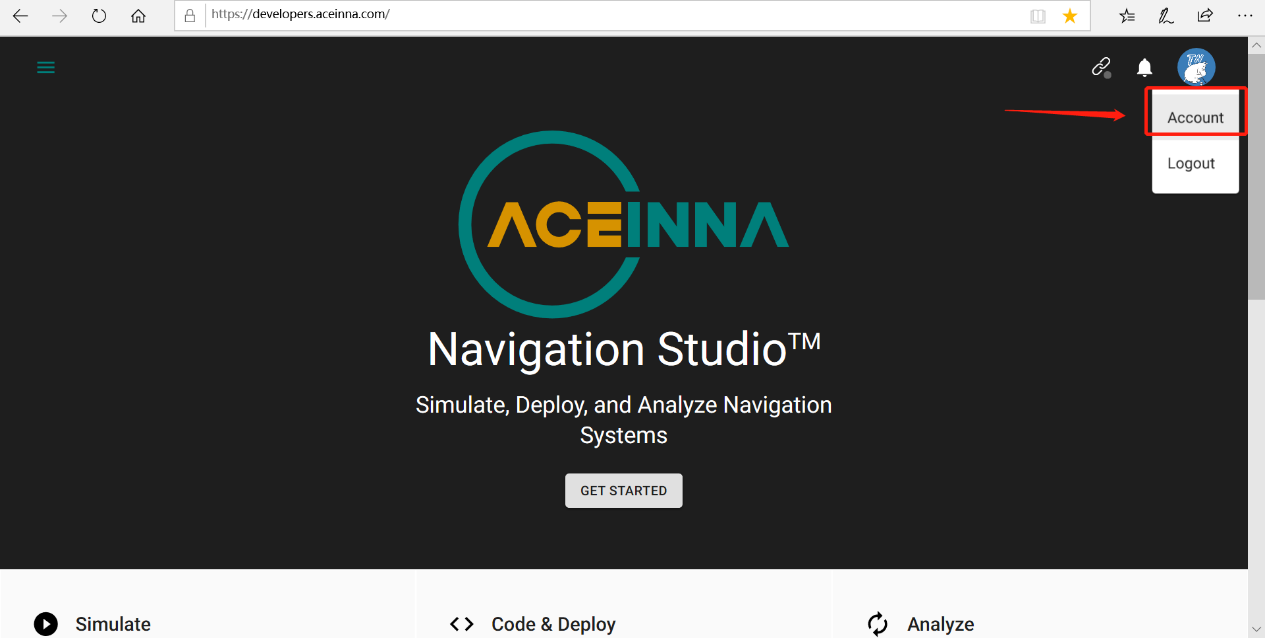 https://developers.aceinna.com/
Account
Logout
ACEINNA
Navigation Studio™
Simulate, Deploy, and Analyze Navigation
Systems
GET STARTED
Simulate
Code & Deploy
Analyze